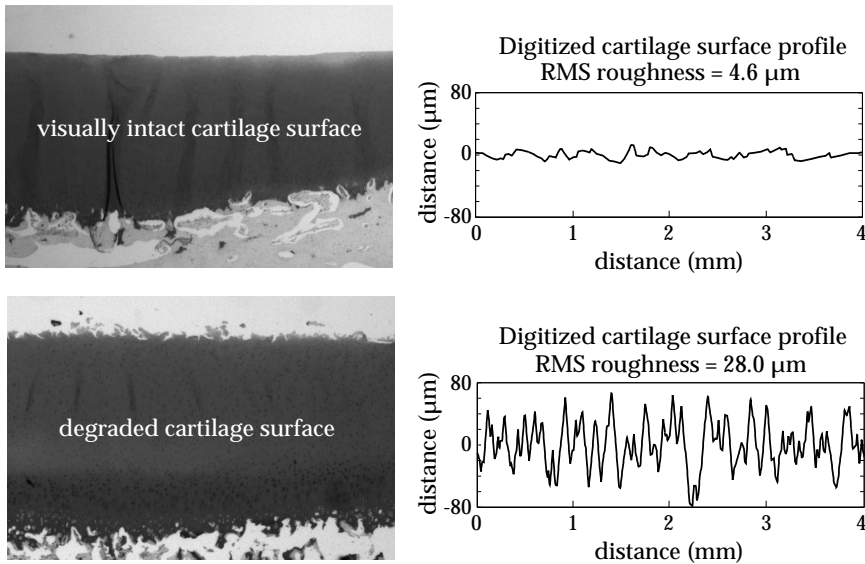 visually intact cartilage surface
Digitized cartilage surface profile
RMS roughness = 4.6 µm
80
0
-80
distance (µm)
0 1 2 3 4
distance (mm)
degraded cartilage surface
Digitized cartilage surface profile
RMS roughness = 28.0 µm
80
0
-80
distance (µm)
0 1 2 3 4
distance (mm)